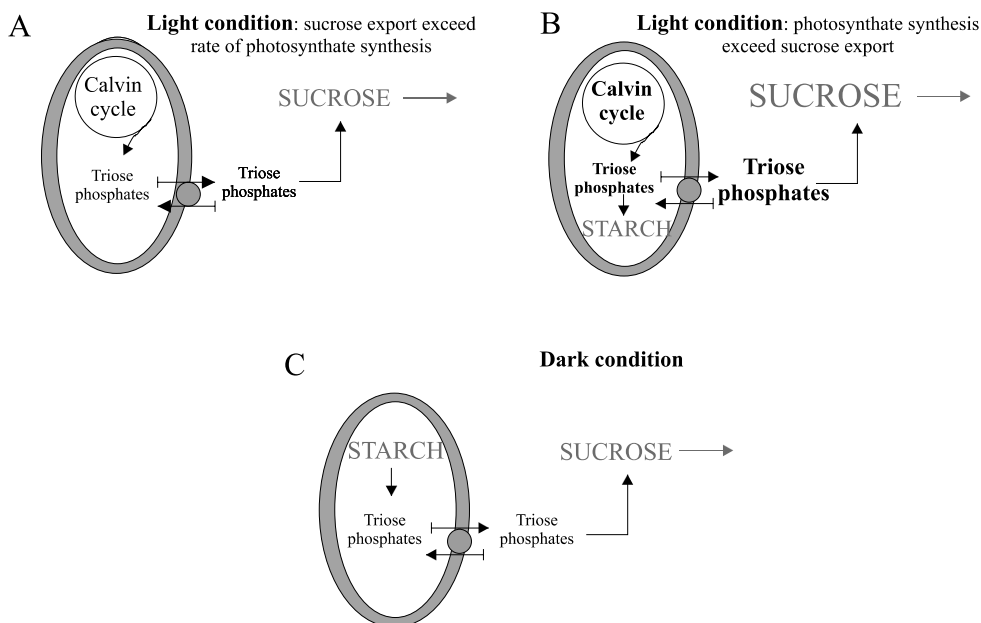 A
Light condition: sucrose export exceed
rate of photosynthate synthesis
Calvin
cycle
SUCROSE
Triose
phosphates
Triose
phosphates
B
Light condition: photosynthate synthesis
exceed sucrose export
Calvin
cycle
SUCROSE
Triose
phosphates
Triose
phosphates
STARCH
C
Dark condition
STARCH
SUCROSE
Triose
phosphates
Triose
phosphates